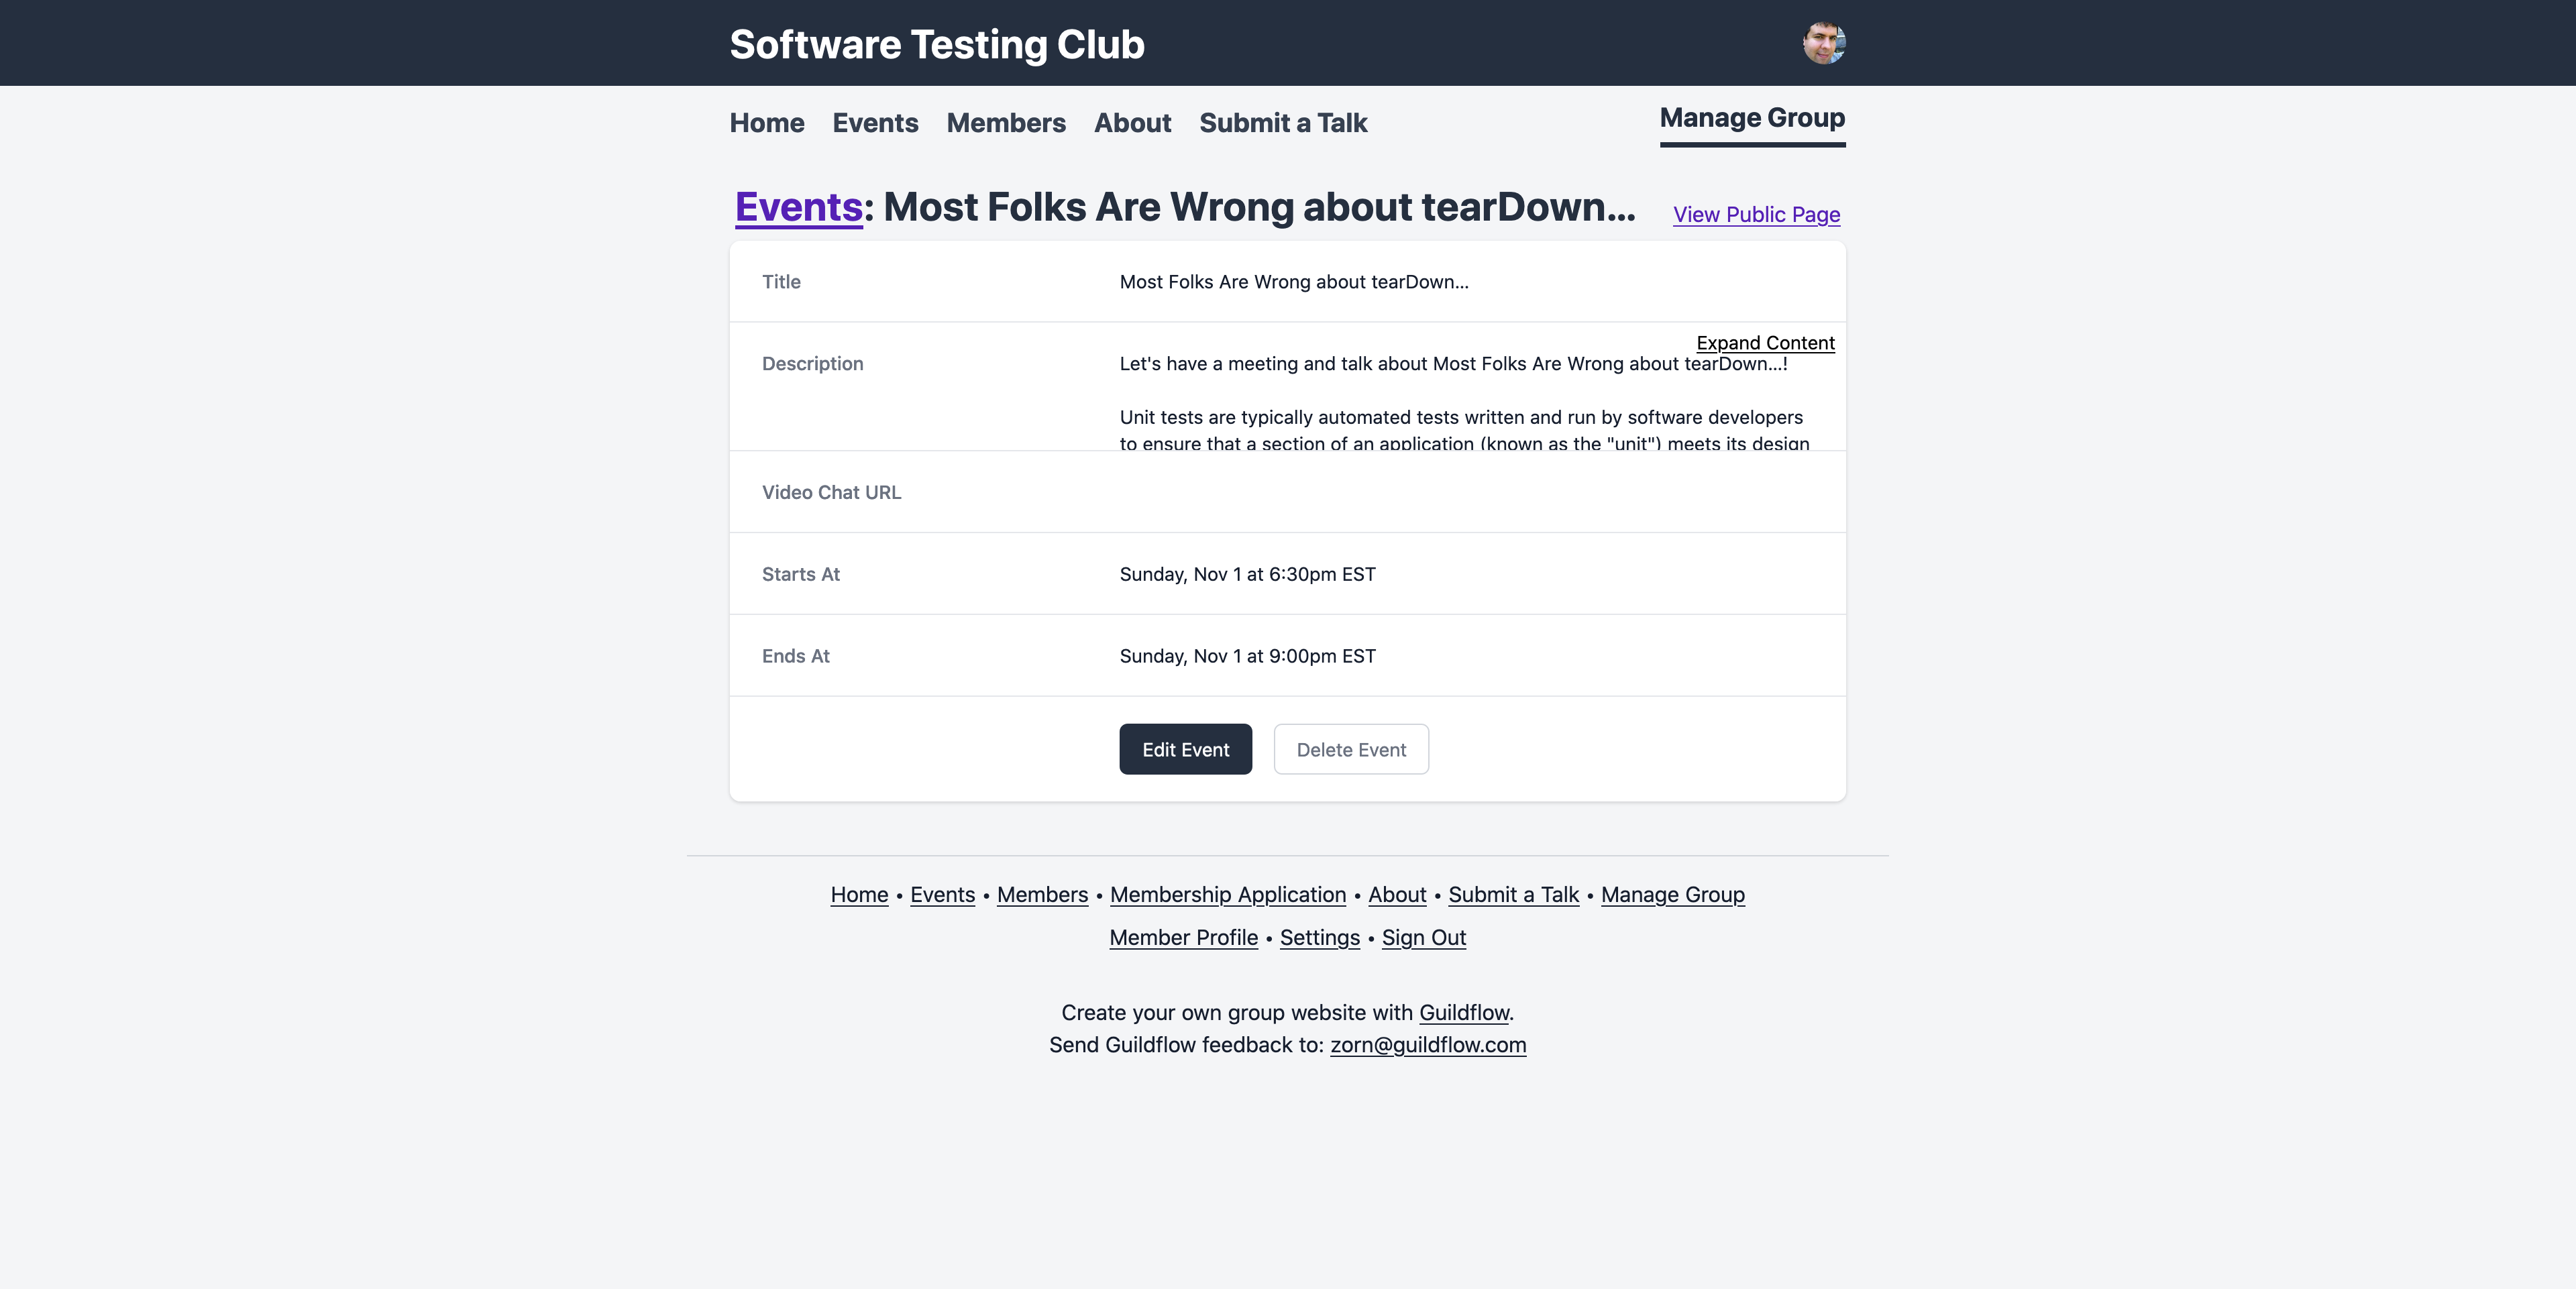 Software Testing Club
Home Events Members About Submit a Talk Manage Group
Events: Most Folks Are Wrong about tearDown... View Public Page
Title Most Folks Are Wrong about tearDown...
Expand Content
Description Let's have a meeting and talk about Most Folks Are Wrong about tearDown...!
Unit tests are typically automated tests written and run by software developers
to ensure that a section of an application (known as the "unit") meets its design
Video Chat URL
Starts At Sunday, Nov 1 at 6:30pm EST
Ends At Sunday, Nov 1 at 9:00pm EST
Edit Event Delete Event
Home • Events • Members • Membership Application • About • Submit a Talk • Manage Group
Member Profile • Settings • Sign Out
Create your own group website with Guildflow.
Send Guildflow feedback to: zorn@guildflow.com